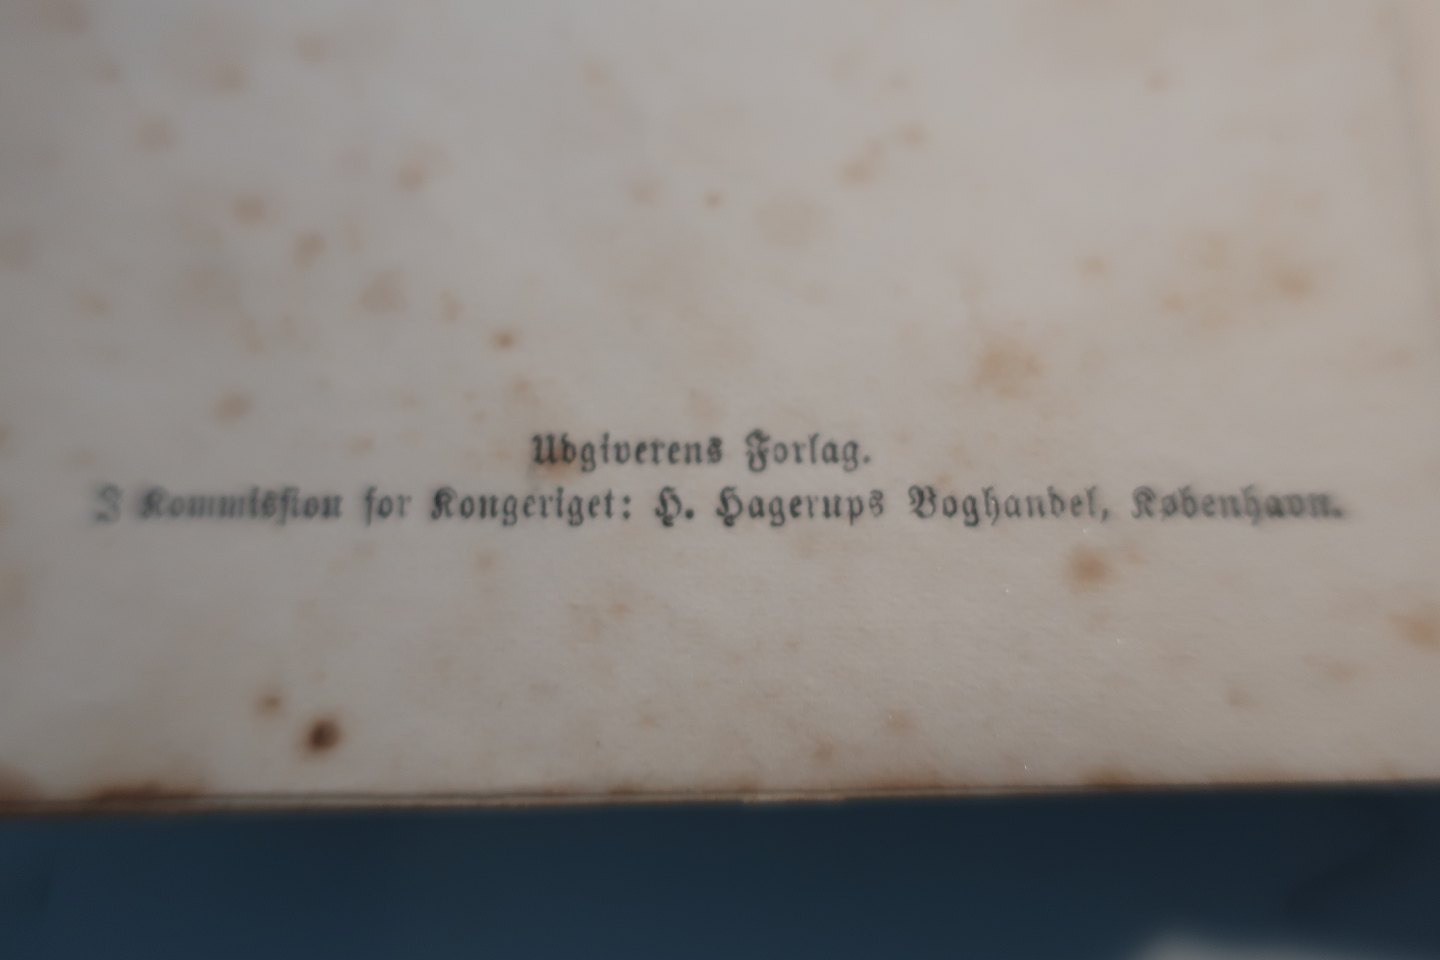 Udgiverens Forlag.
I Kommission for Kongeriget: H. Hagerups Boghandel, København.